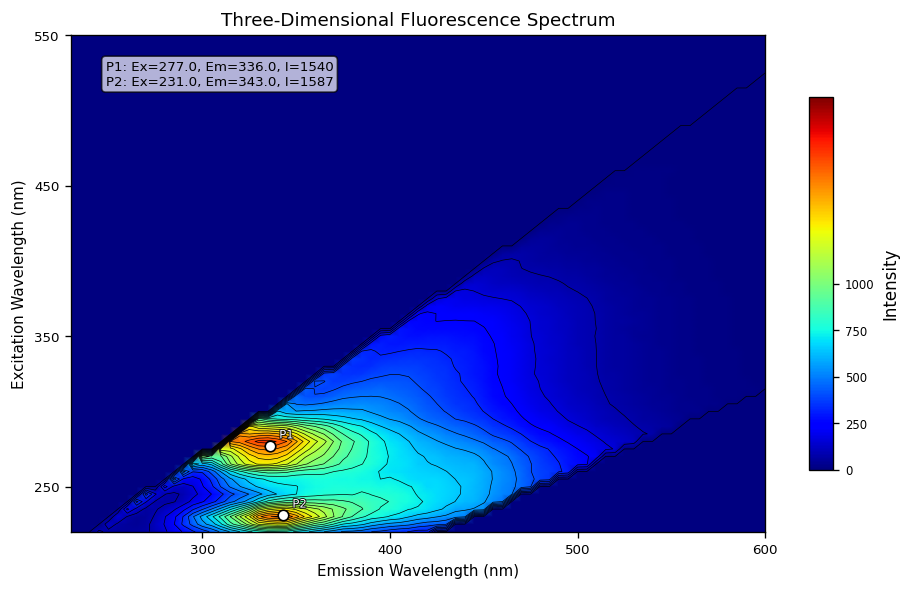 Three-Dimensional Fluorescence Spectrum
550
450
350
250
Excitation Wavelength (nm)
P1: Ex=277.0, Em=336.0, I=1540
P2: Ex=231.0, Em=343.0, I=1587
P1
P2
300
400
500
600
Emission Wavelength (nm)
1000
750
500
250
0
Intensity